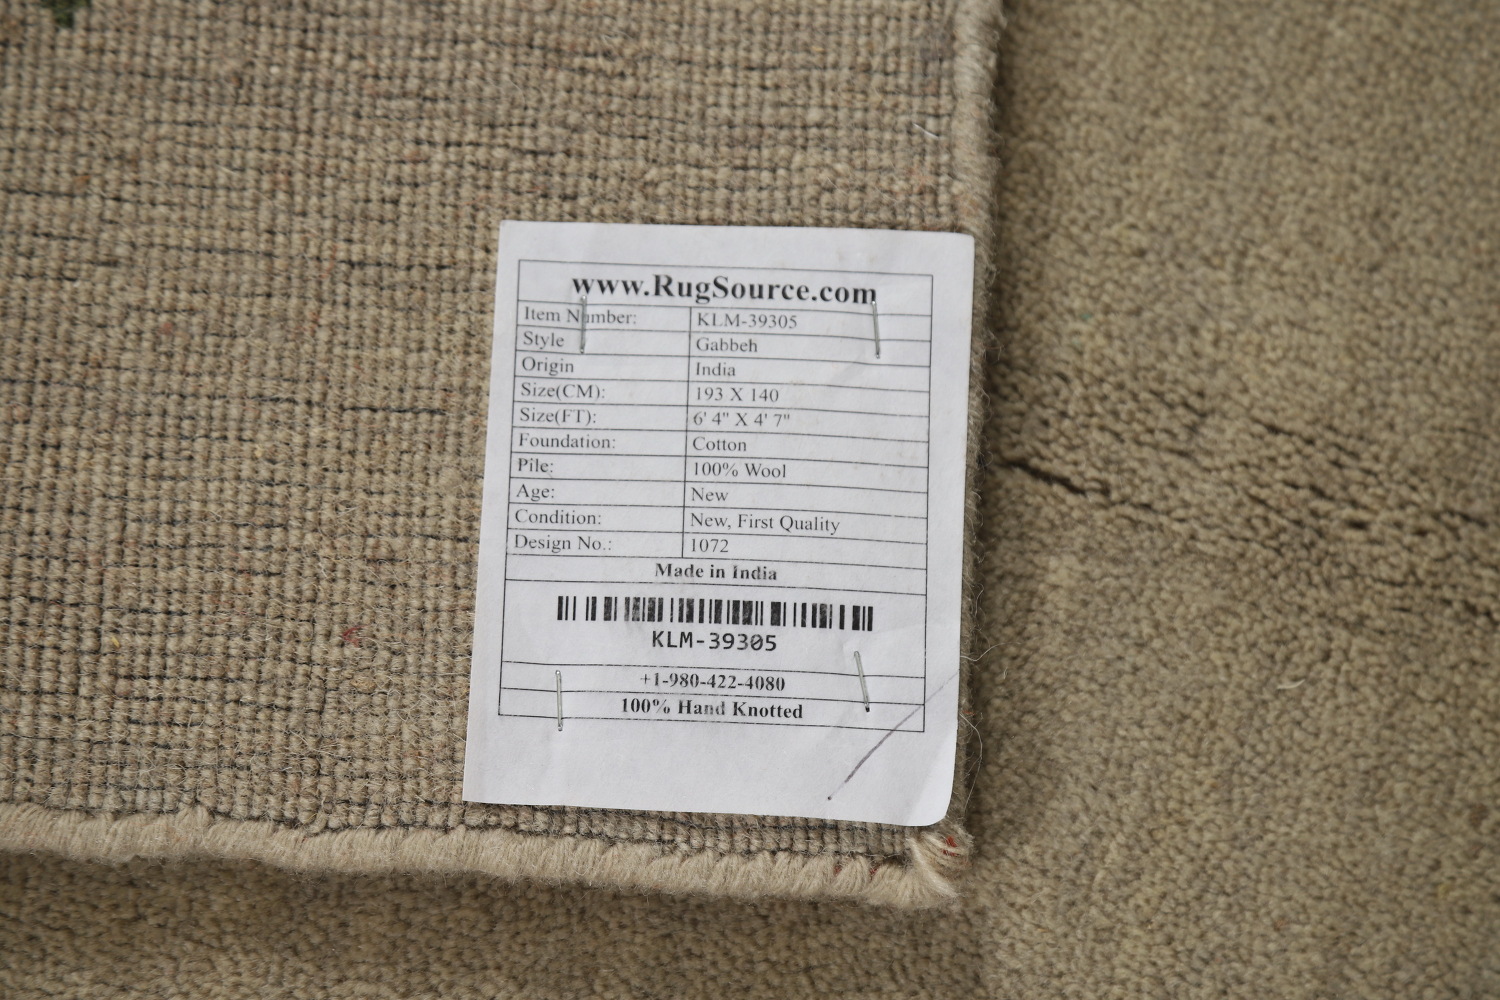 www.RugSource.com
Item Number: KLM-39305
Style Gabbeh
Origin India
Size(CM): 193 X 140
Size(FT): 6' 4" X 4' 7"
Foundation: Cotton
Pile: 100% Wool
Age: New
Condition: New, First Quality
Design No.: 1072
Made in India
KLM-39305
+1-980-422-4080
100% Hand Knotted